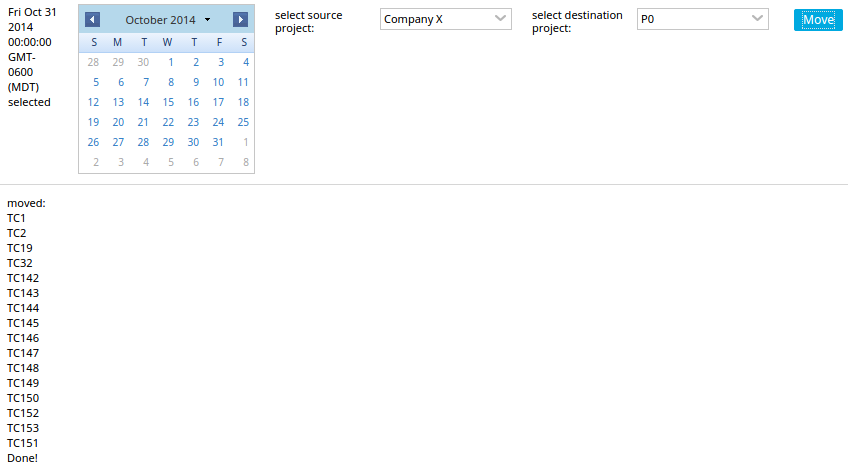 Fri Oct 31
2014
00:00:00
GMT-
0600
(MDT)
selected
October 2014
S M T W T F S
28 29 30 1 2 3 4
5 6 7 8 9 10 11
12 13 14 15 16 17 18
19 20 21 22 23 24 25
26 27 28 29 30 31 1
2 3 4 5 6 7 8
select source
project:
Company X
select destination
project:
P0
Move
moved:
TC1
TC2
TC19
TC32
TC142
TC143
TC144
TC145
TC146
TC147
TC148
TC149
TC150
TC152
TC153
TC151
Done!